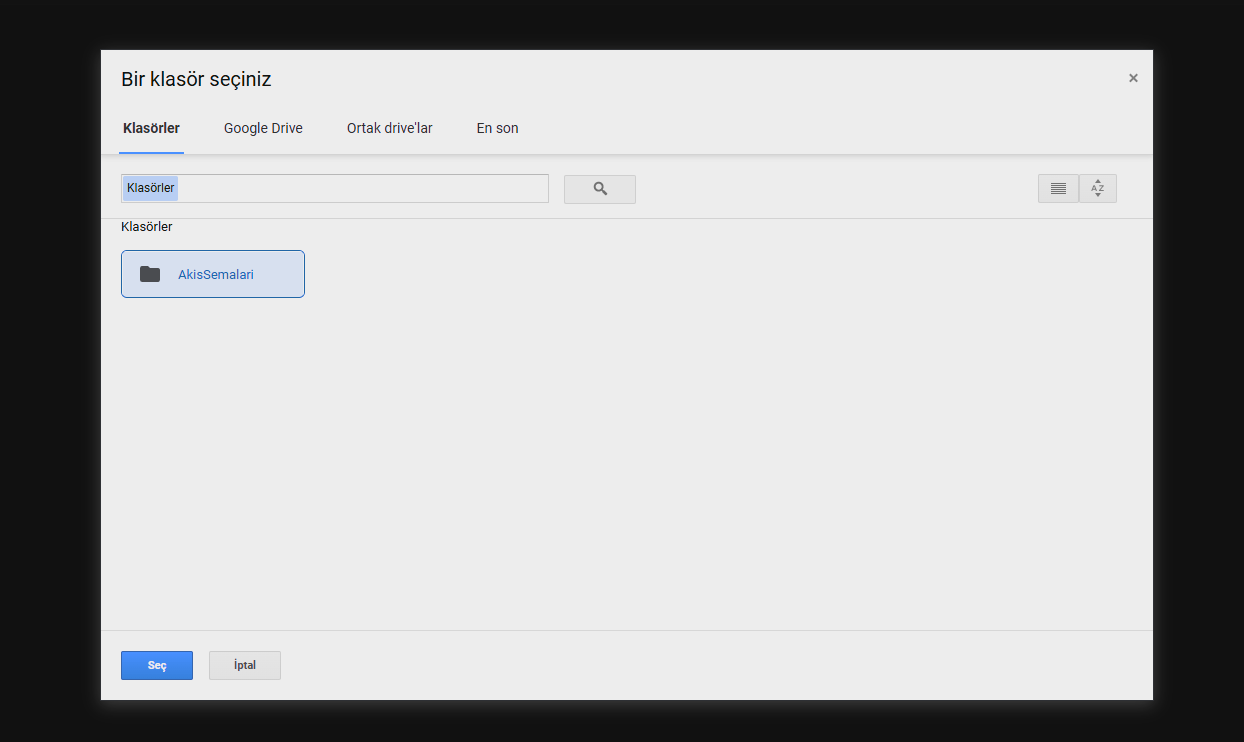 Bir klasör seçiniz
Klasörler Google Drive Ortak drive'lar En son
Klasörler
A Z
Klasörler
AkisSemalari
Seç İptal